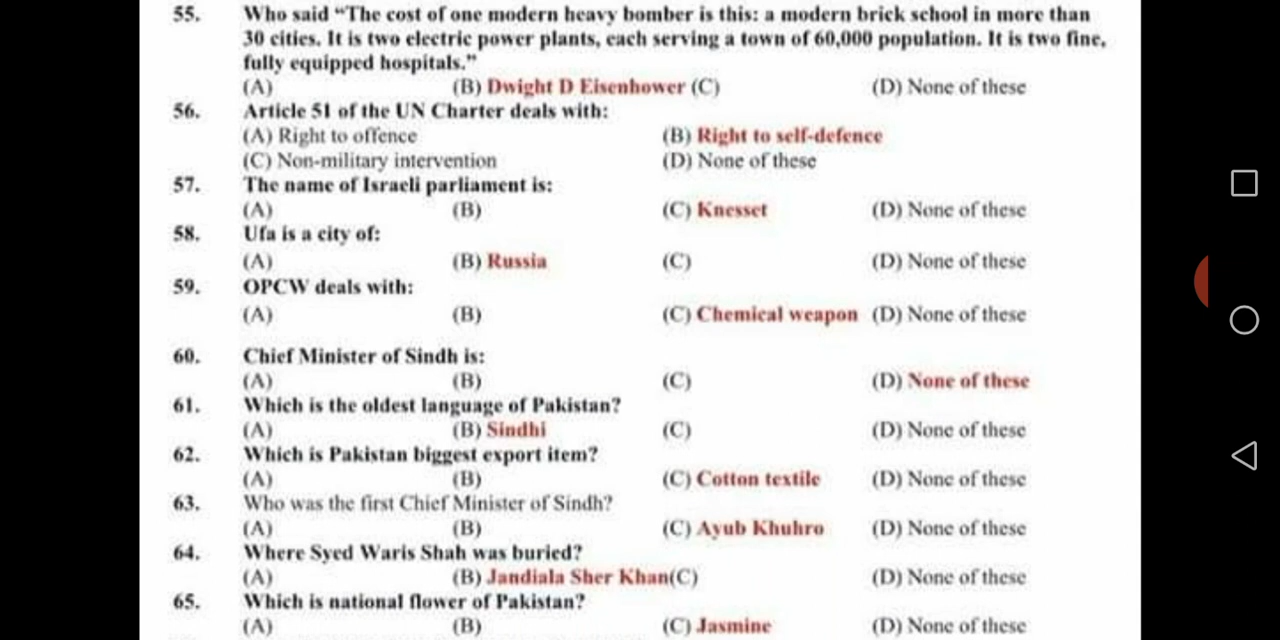 55. Who said “The cost of one modern heavy bomber is this: a modern brick school in more than
30 cities. It is two electric power plants, each serving a town of 60,000 population. It is two fine,
fully equipped hospitals.”
(A) (B) Dwight D Eisenhower (C) (D) None of these
56. Article 51 of the UN Charter deals with:
(A) Right to offence (B) Right to self-defence
(C) Non-military intervention (D) None of these
57. The name of Israeli parliament is:
(A) (B) (C) Knesset (D) None of these
58. Ufa is a city of:
(A) (B) Russia (C) (D) None of these
59. OPCW deals with:
(A) (B) (C) Chemical weapon (D) None of these
60. Chief Minister of Sindh is:
(A) (B) (C) (D) None of these
61. Which is the oldest language of Pakistan?
(A) (B) Sindhi (C) (D) None of these
62. Which is Pakistan biggest export item?
(A) (B) (C) Cotton textile (D) None of these
63. Who was the first Chief Minister of Sindh?
(A) (B) (C) Ayub Khuhro (D) None of these
64. Where Syed Waris Shah was buried?
(A) (B) Jandiala Sher Khan(C) (D) None of these
65. Which is national flower of Pakistan?
(A) (B) (C) Jasmine (D) None of these